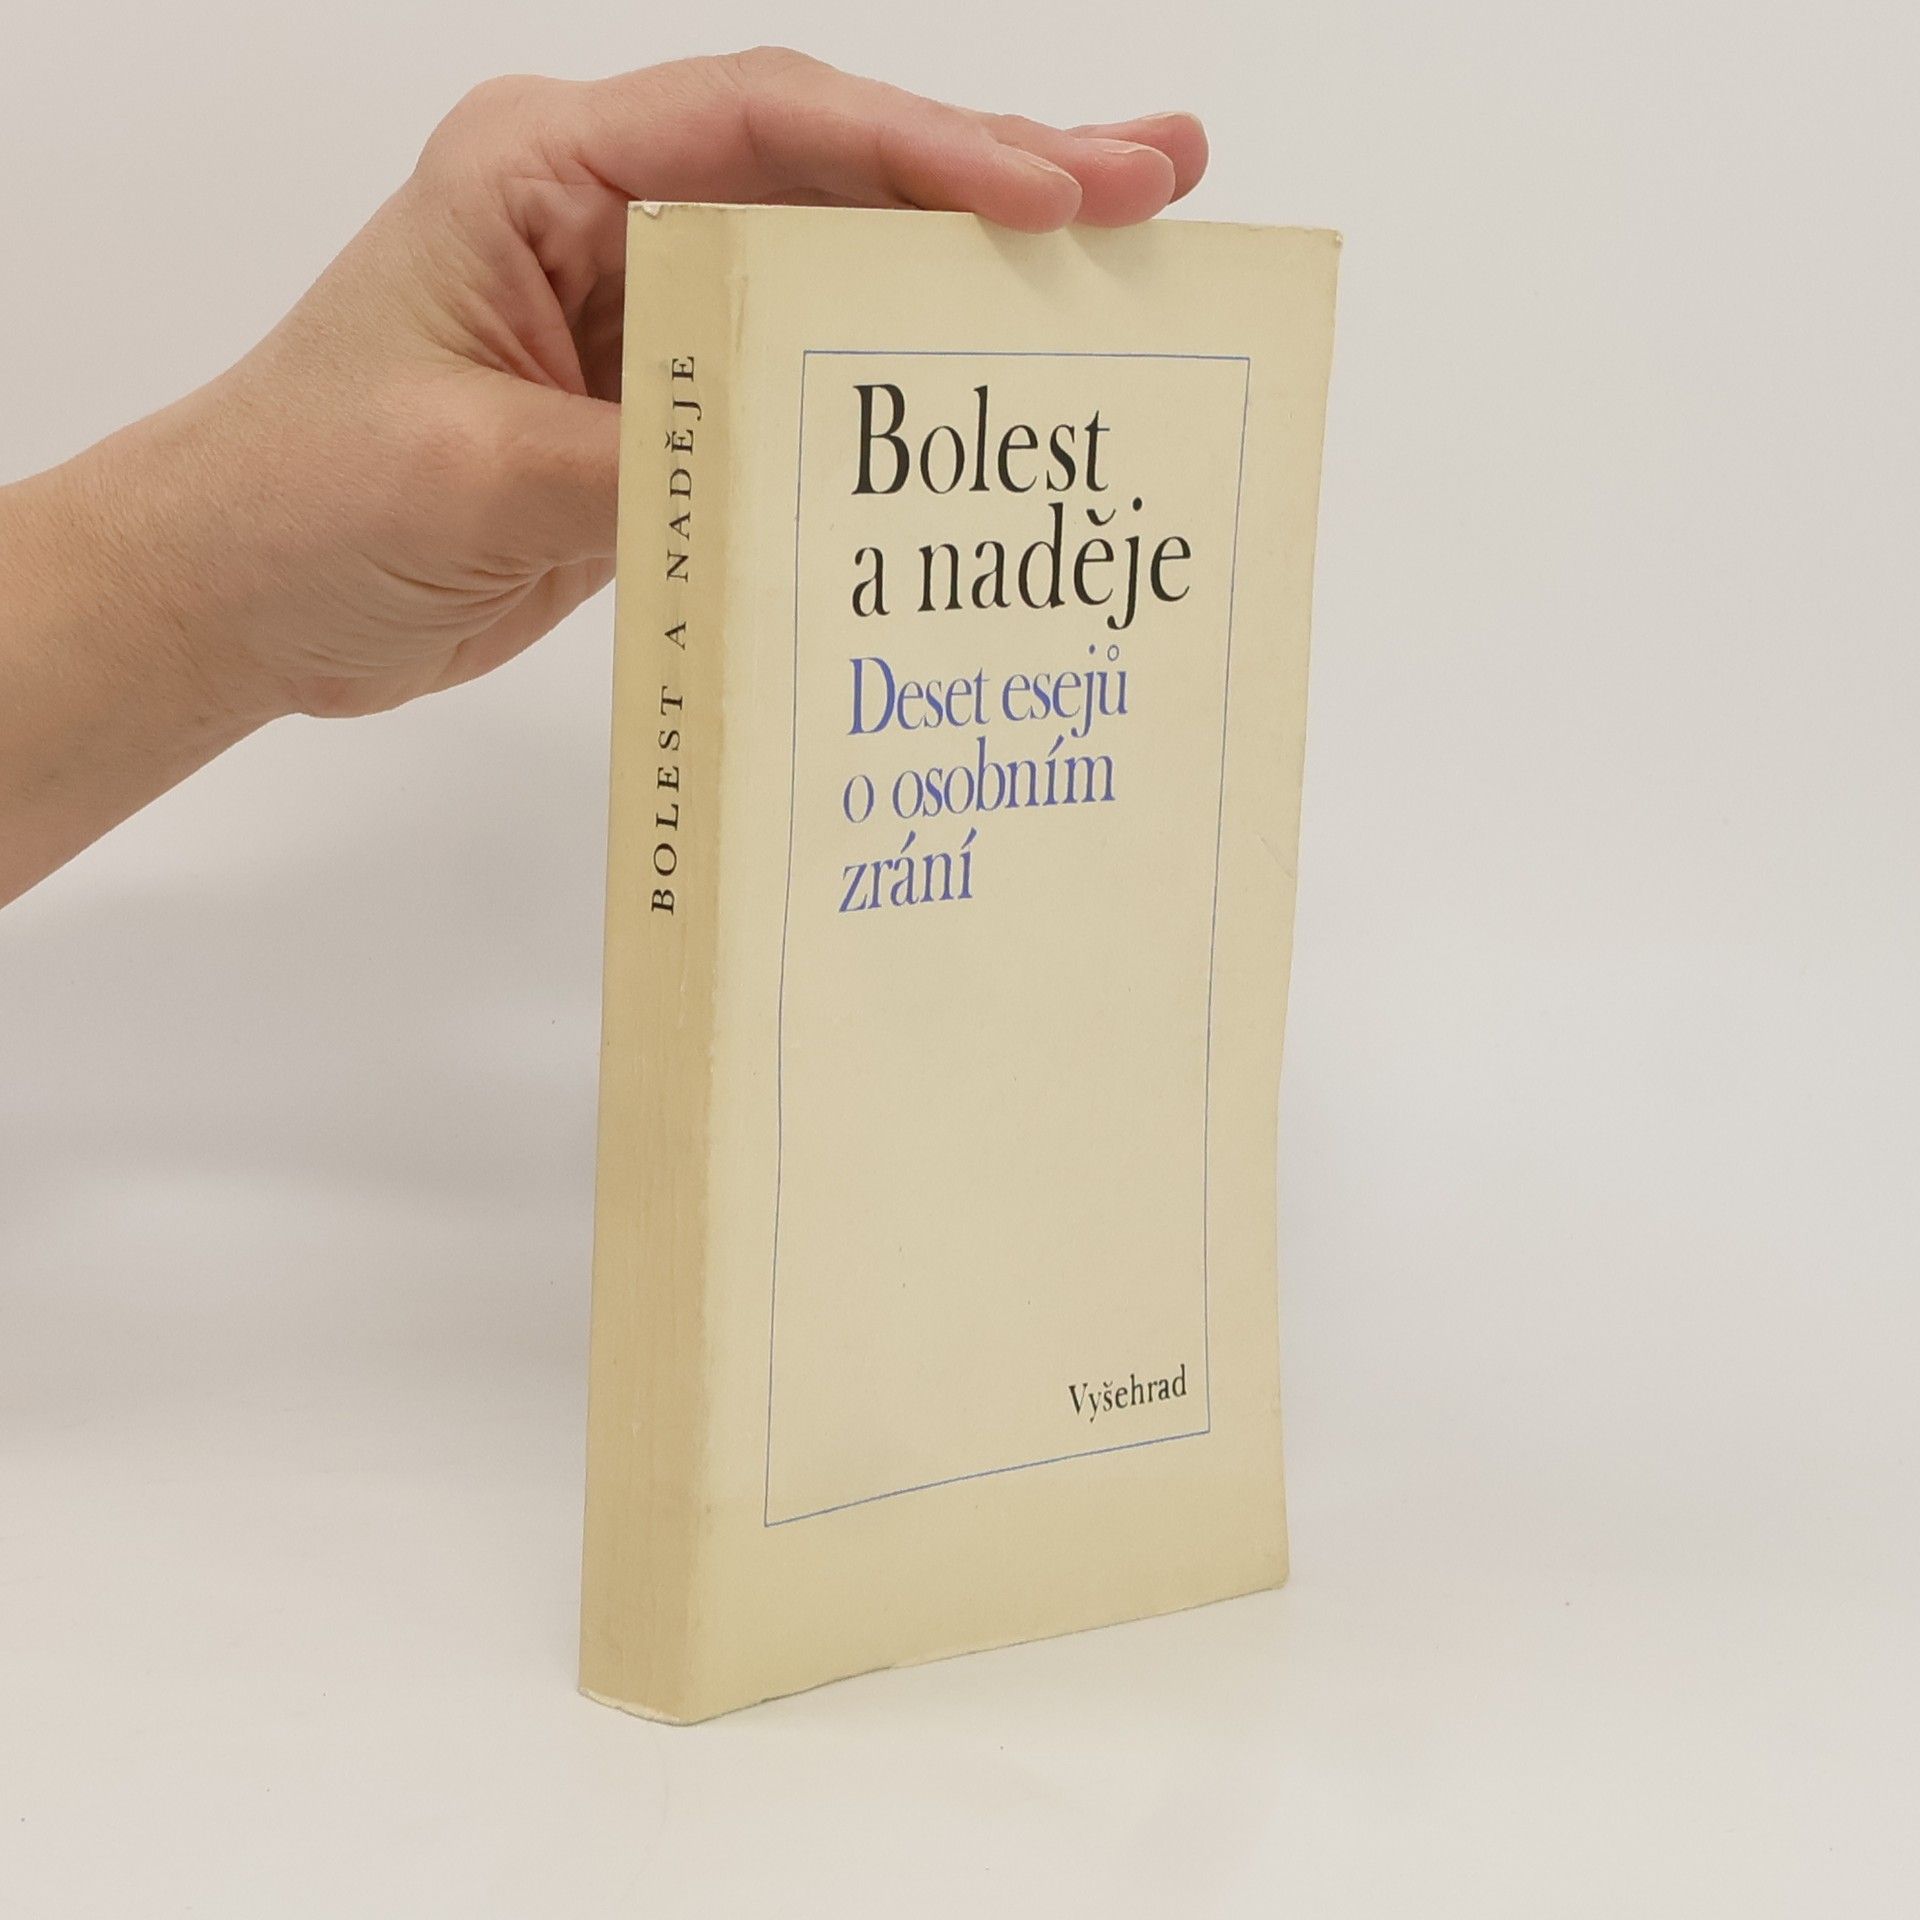 BOLEST A NADĚJE
Bolest
a naděje
Deset esejů
o osobním
zrání
Vyšehrad